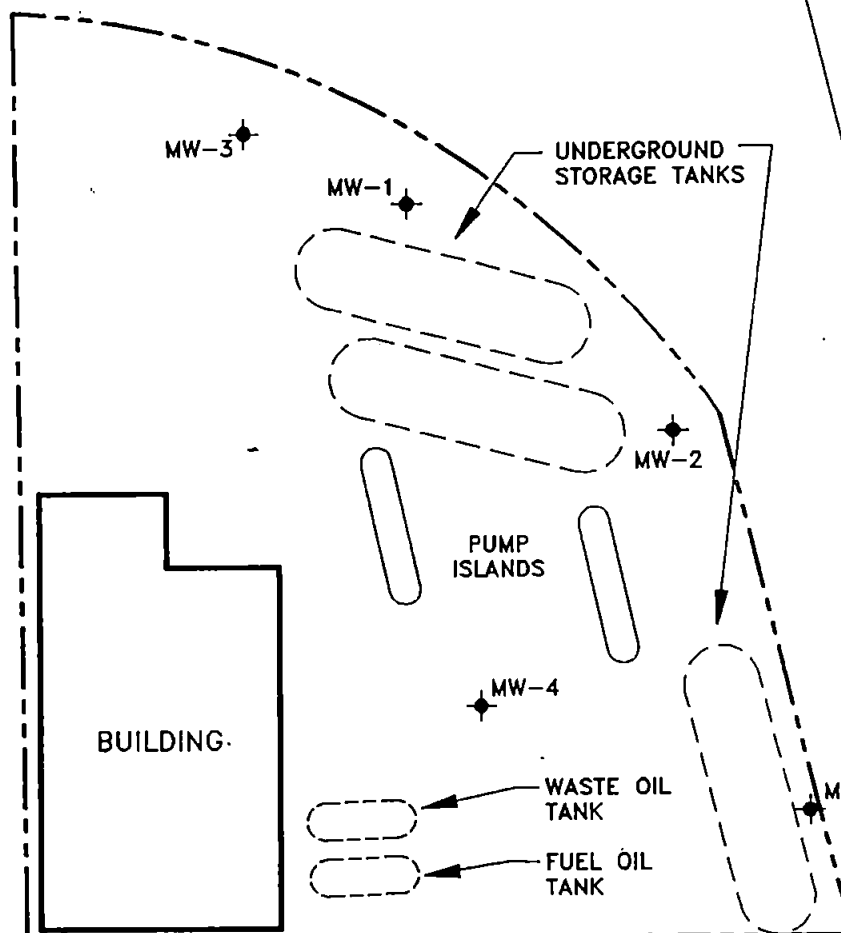 MW-3
MW-1
UNDERGROUND
STORAGE TANKS
MW-2
PUMP
ISLANDS
MW-4
BUILDING
WASTE OIL
TANK
FUEL OIL
TANK
M